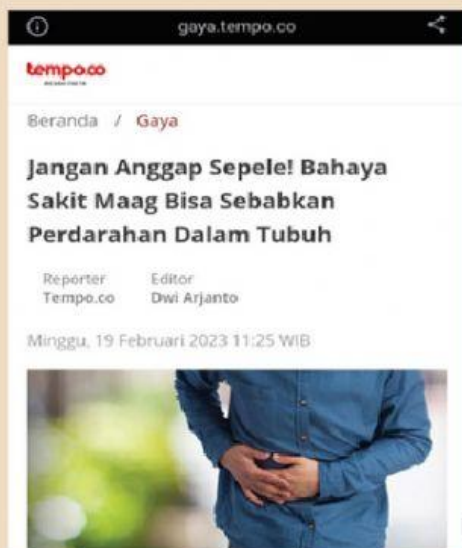 gaya.tempo.co
tempo.co
Beranda / Gaya
Jangan Anggap Sepele! Bahaya
Sakit Maag Bisa Sebabkan
Perdarahan Dalam Tubuh
Reporter Editor
Tempo.co Dwi Arjanto
Minggu, 19 Februari 2023 11:25 WIB